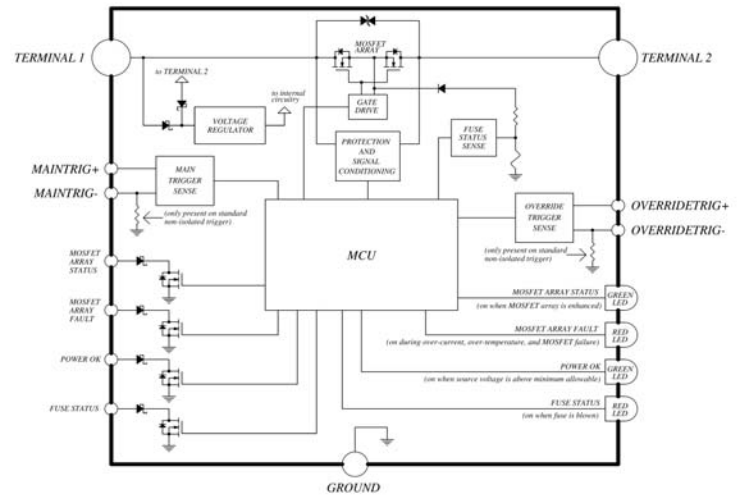 MOSFET
ARRAY
TERMINAL 1
TERMINAL 2
to TERMINAL 2
to internal
circuitry
GATE
DRIVE
VOLTAGE
REGULATOR
FUSE
STATUS
SENSE
PROTECTION
AND
SIGNAL
CONDITIONING
MAINTRIG+
MAIN
TRIGGER
SENSE
MAINTRIG-
(only present on standard
non-isolated trigger)
OVERRIDE
TRIGGER
SENSE
OVERRIDETRIG+
OVERRIDETRIG-
(only present on standard
non-isolated trigger)
MCU
MOSFET
ARRAY
STATUS
MOSFET ARRAY STATUS
(on when MOSFET array is enhanced)
GREEN
LED
MOSFET
ARRAY
FAULT
MOSFET ARRAY FAULT
(on during over-current, over-temperature, and MOSFET failure)
RED
LED
POWER OK
POWER OK
(on when source voltage is above minimum allowable)
GREEN
LED
FUSE STATUS
FUSE STATUS
(on when fuse is blown)
RED
LED
GROUND